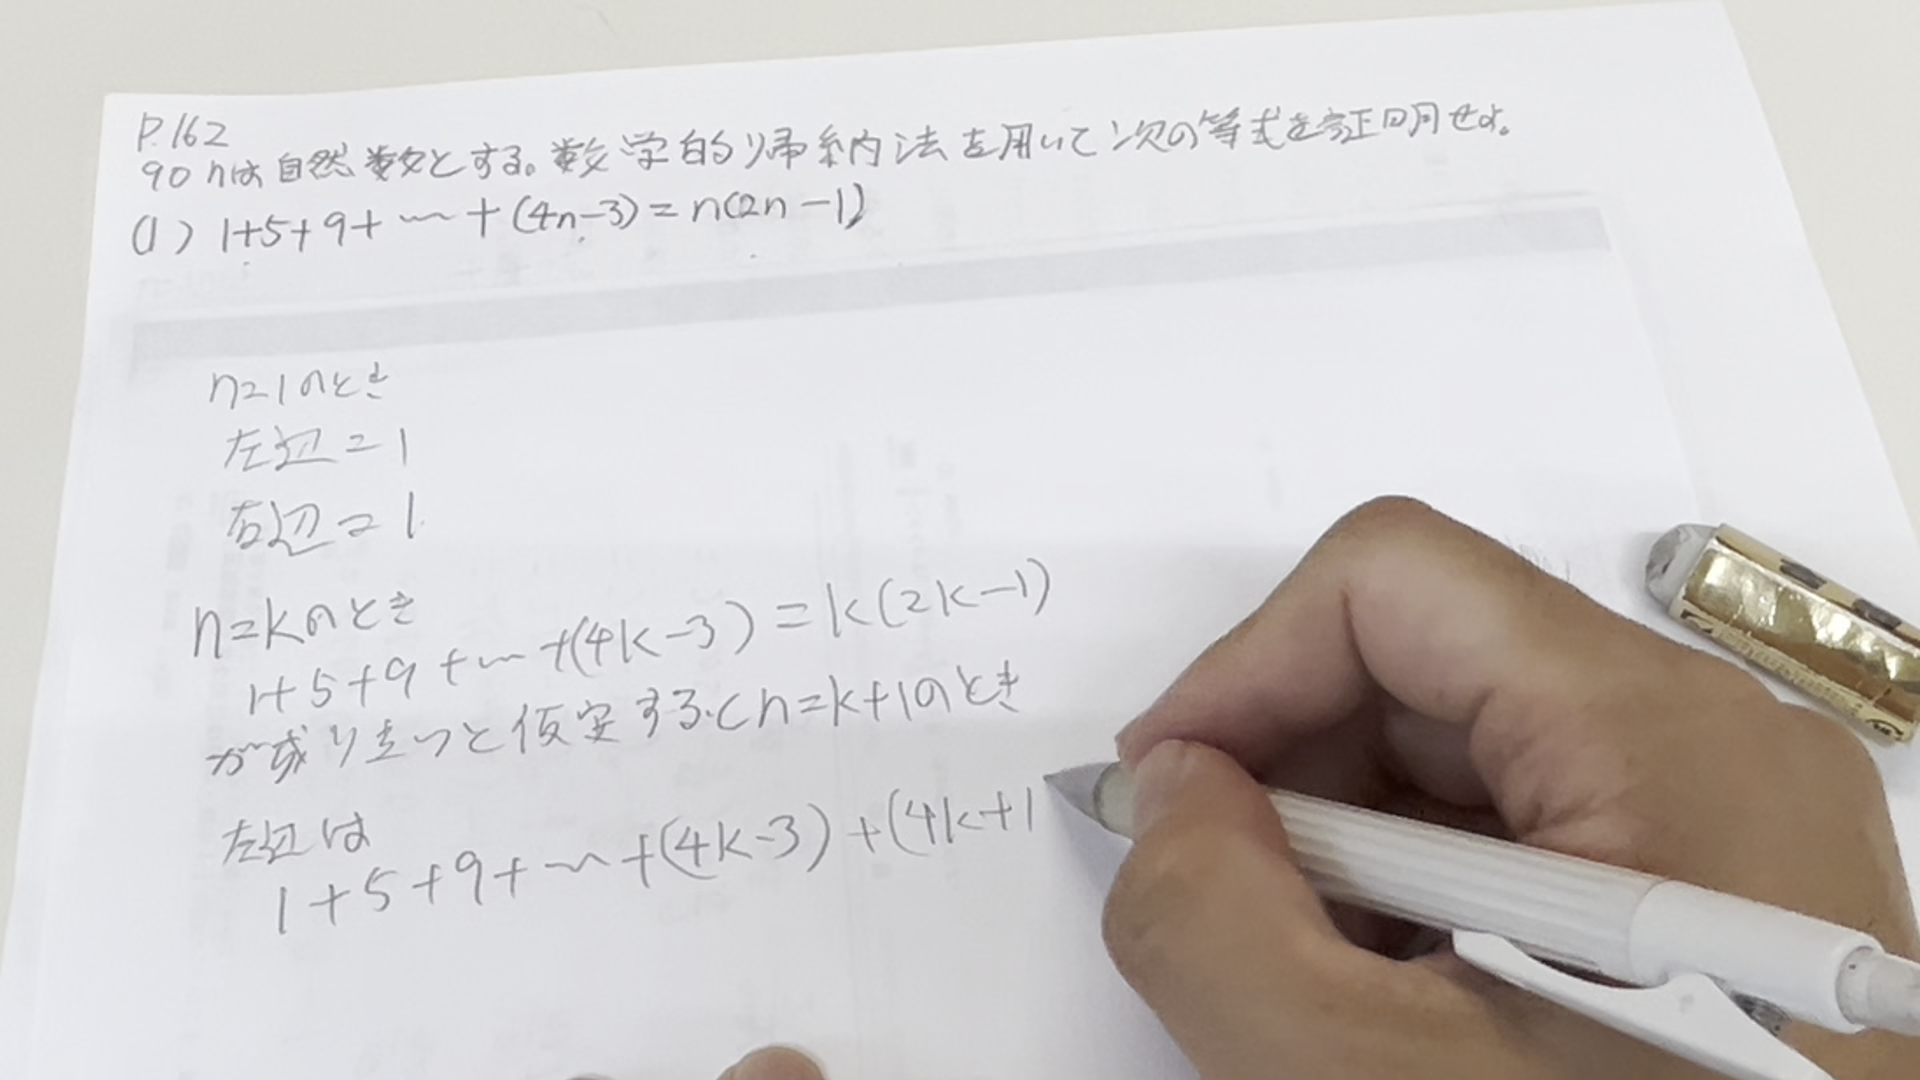 P.162
90 nは自然数とする。数学的帰納法を用いて次の等式を証明せよ。
(1) 1+5+9+……+(4n-3)=n(2n-1)
n=1のとき
左辺=1
右辺=1
n=kのとき
1+5+9+……+(4k-3)=k(2k-1)
が成り立つと仮定する。n=k+1のとき
左辺は
1+5+9+……+(4k-3)+(4k+1